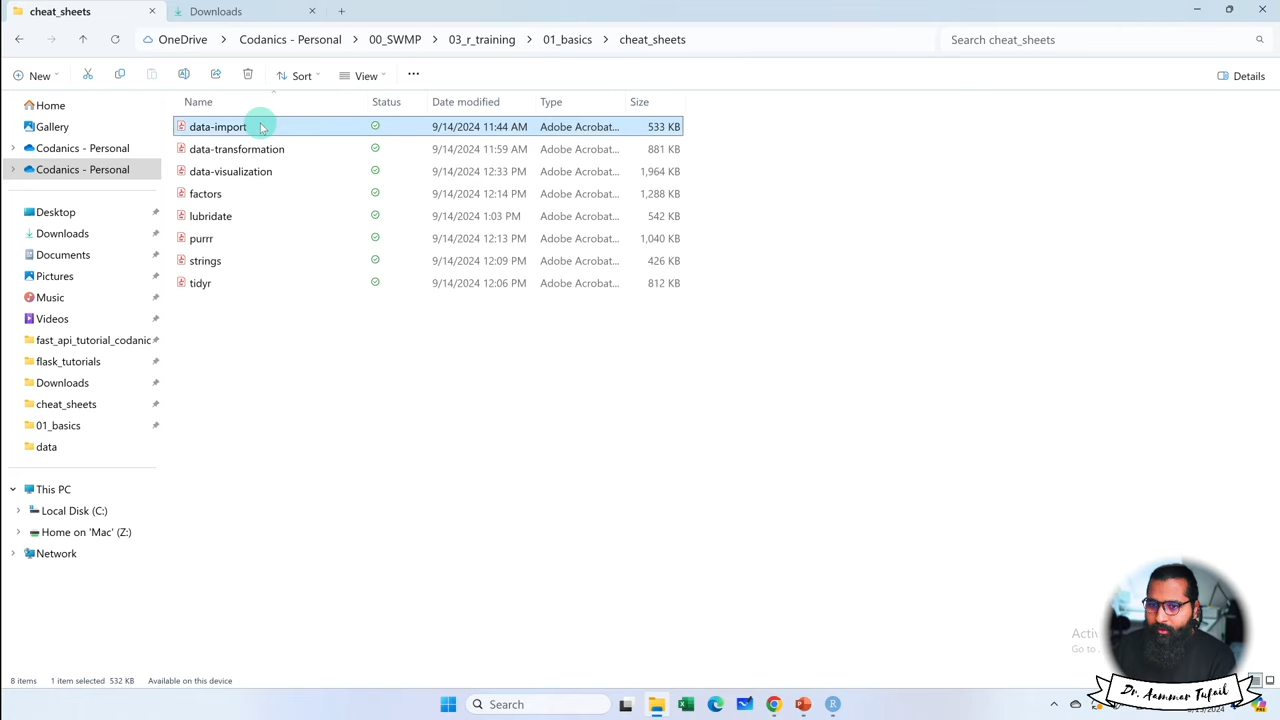 cheat_sheets
Downloads
OneDrive > Codanics - Personal > 00_SWMP > 03_r_training > 01_basics > cheat_sheets
Search cheat_sheets
New
Sort
View
Details
Name Status Date modified Type Size
data-import 9/14/2024 11:44 AM Adobe Acrobat... 533 KB
data-transformation 9/14/2024 11:59 AM Adobe Acrobat... 881 KB
data-visualization 9/14/2024 12:33 PM Adobe Acrobat... 1,964 KB
factors 9/14/2024 12:14 PM Adobe Acrobat... 1,288 KB
lubridate 9/14/2024 1:03 PM Adobe Acrobat... 542 KB
purrr 9/14/2024 12:13 PM Adobe Acrobat... 1,040 KB
strings 9/14/2024 12:09 PM Adobe Acrobat... 426 KB
tidyr 9/14/2024 12:06 PM Adobe Acrobat... 812 KB
Home
Gallery
Codanics - Personal
Codanics - Personal
Desktop
Downloads
Documents
Pictures
Music
Videos
fast_api_tutorial_codanic
flask_tutorials
Downloads
cheat_sheets
01_basics
data
This PC
Local Disk (C:)
Home on 'Mac' (Z:)
Network
Go to
8 items 1 item selected 532 KB Available on this device
Search
Dr. Aammar Tufail